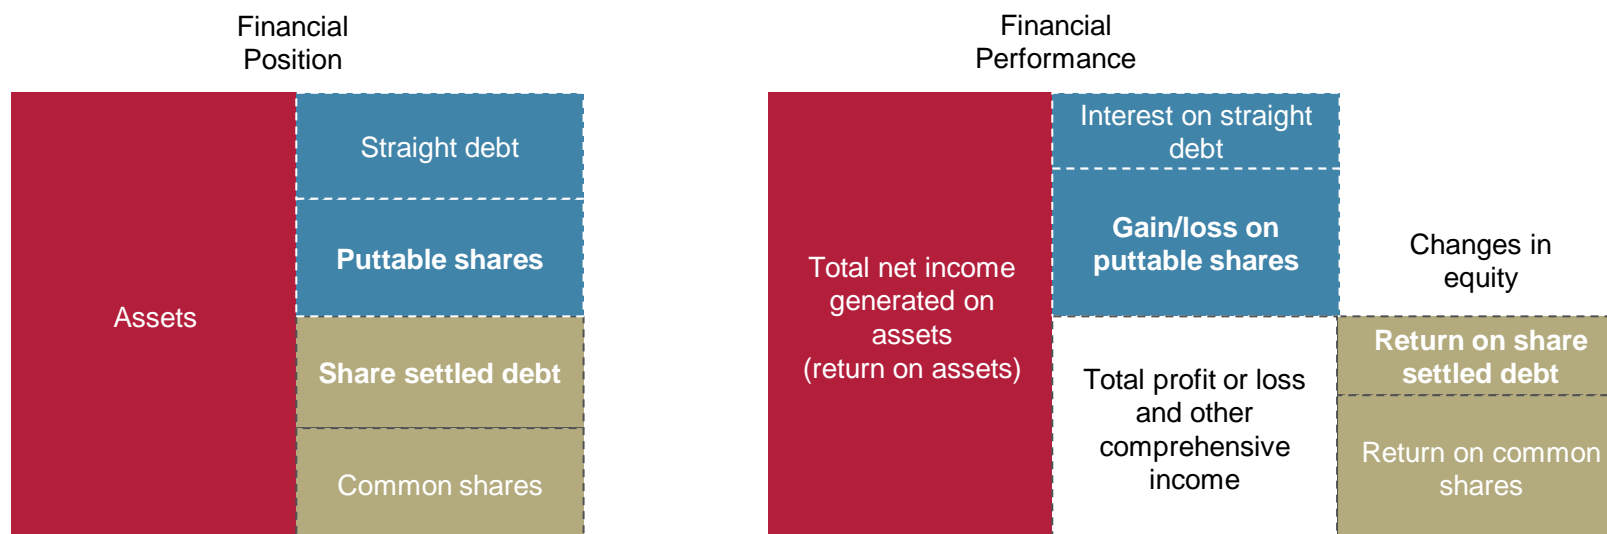 Financial
Position
Assets
Straight debt
Puttable shares
Share settled debt
Common shares
Financial
Performance
Total net income
generated on
assets
(return on assets)
Interest on straight
debt
Gain/loss on
puttable shares
Total profit or loss
and other
comprehensive
income
Changes in
equity
Return on share
settled debt
Return on common
shares